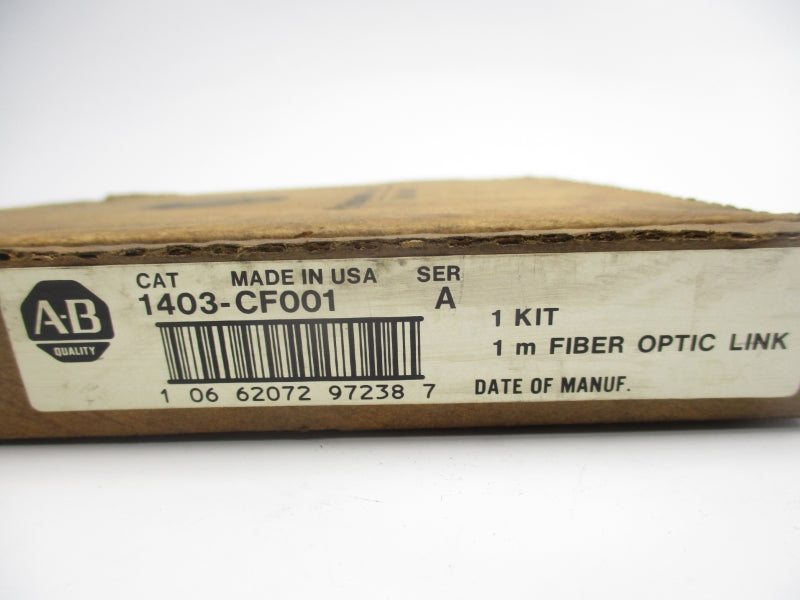 A-B
QUALITY
CAT MADE IN USA SER
1403-CF001 A
1 06 62072 97238 7
1 KIT
1 m FIBER OPTIC LINK
DATE OF MANUF.